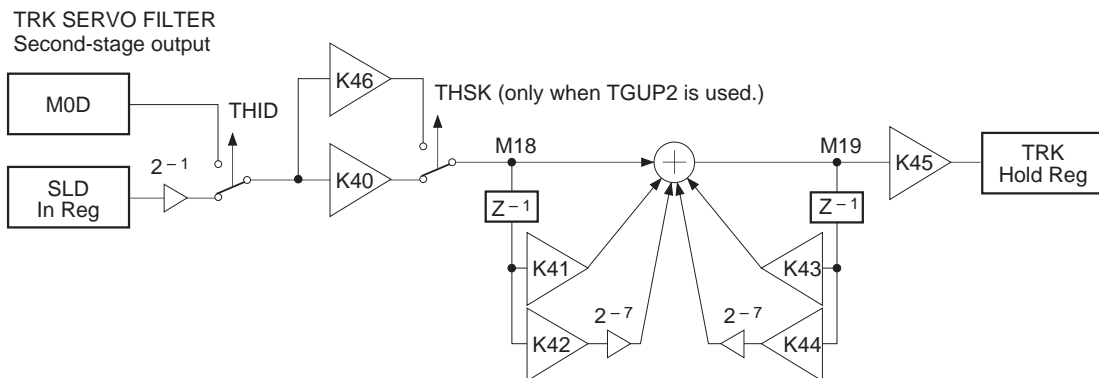 TRK SERVO FILTER
Second-stage output
M0D
THID
K46
THSK (only when TGUP2 is used.)
2⁻¹
SLD
In Reg
K40
M18
M19
K45
TRK
Hold Reg
Z⁻¹
Z⁻¹
K41
K43
K42
2⁻⁷
2⁻⁷
K44